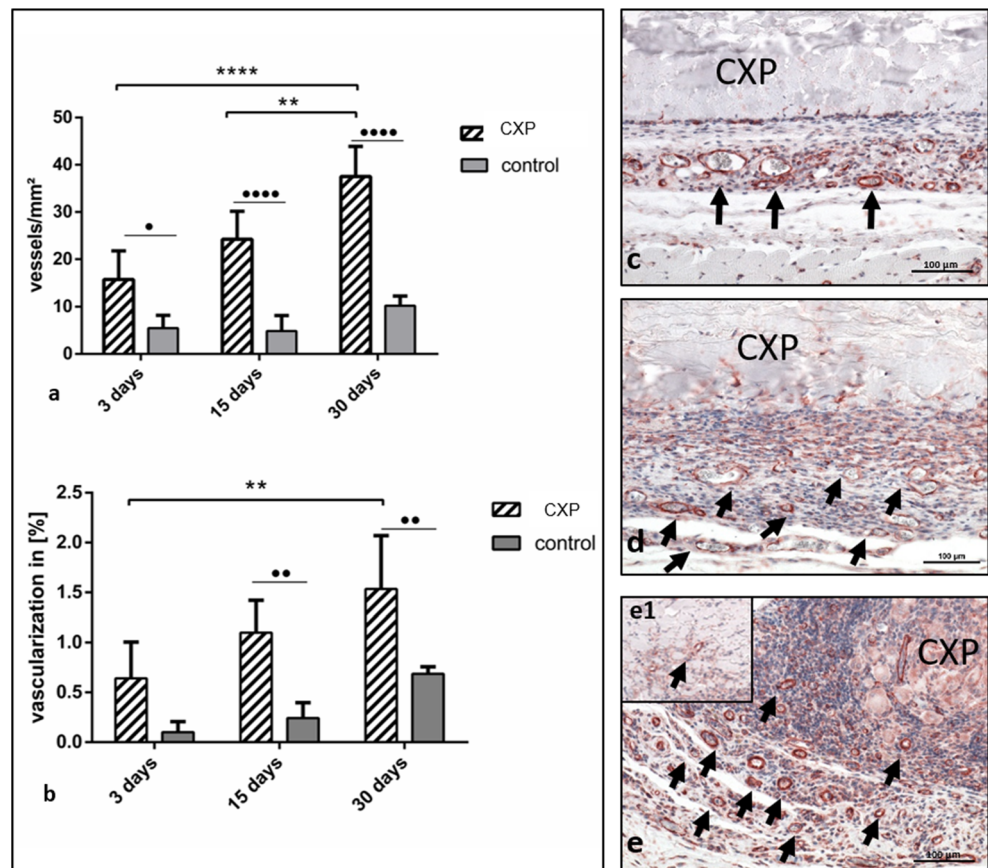 ****
**
••••
••••
•
50
40
30
20
10
0
vessels/mm²
CXP
control
3 days
15 days
30 days
a
**
••
••
2.5
2.0
1.5
1.0
0.5
0.0
vascularization in [%]
CXP
control
3 days
15 days
30 days
b
CXP
c
100 µm
CXP
d
100 µm
e1
CXP
e
100 µm